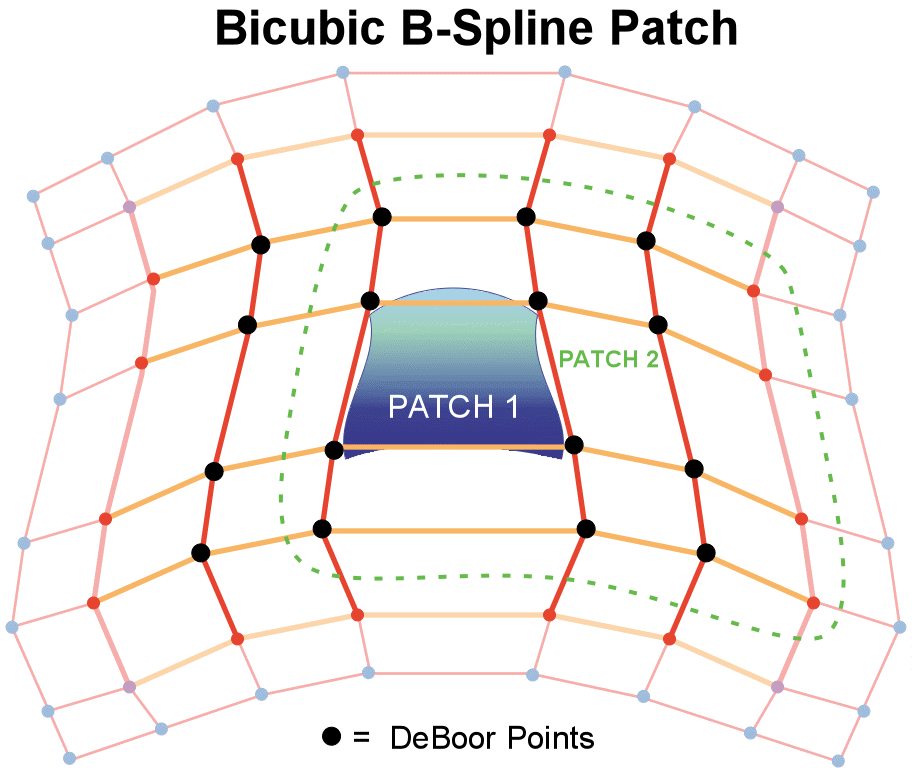 Bicubic B-Spline Patch
PATCH 2
PATCH 1
= DeBoor Points